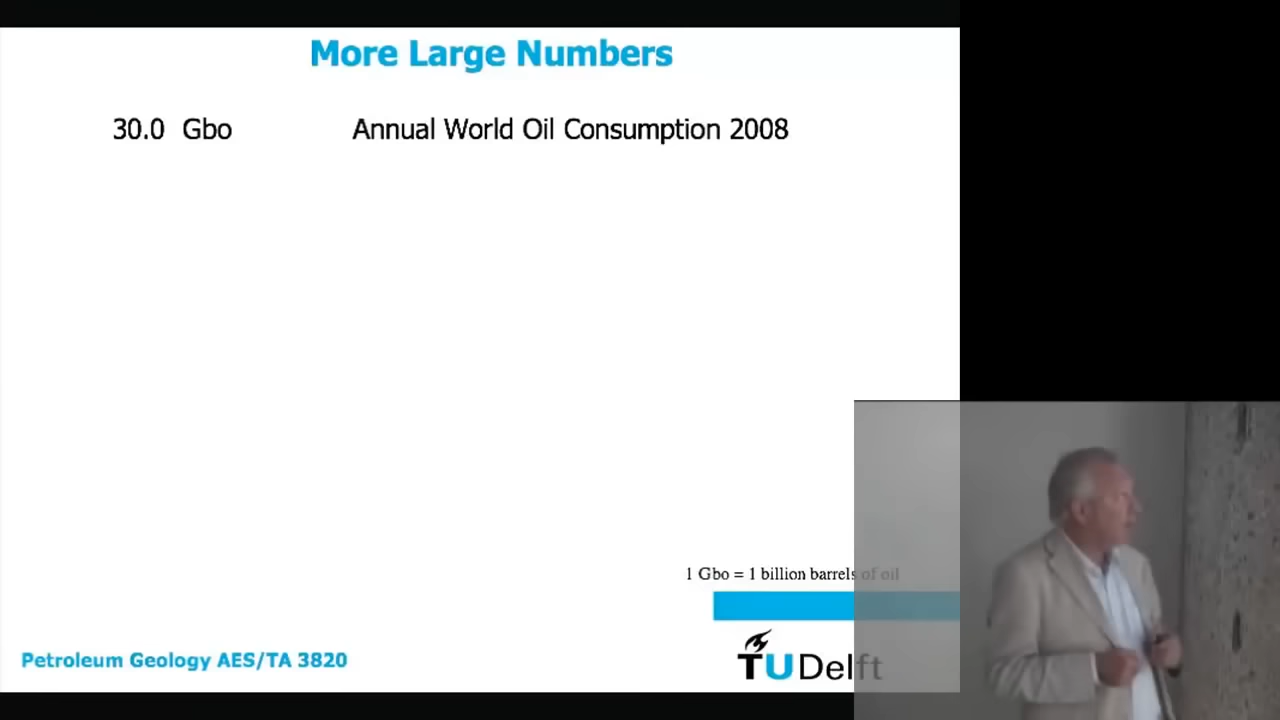 More Large Numbers
30.0 Gbo Annual World Oil Consumption 2008
1 Gbo = 1 billion barrels of oil
Petroleum Geology AES/TA 3820
TU Delft